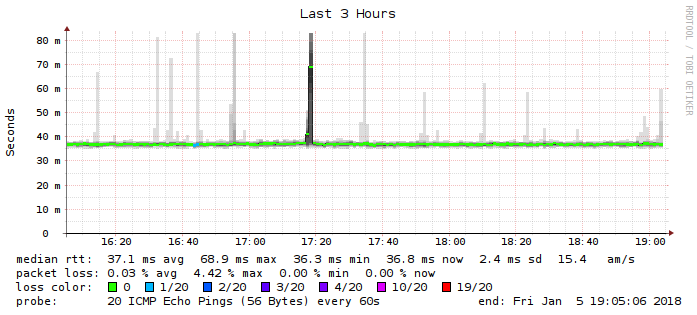 Last 3 Hours
RRDTOOL / TOBI OETIKER
Seconds
80 m
70 m
60 m
50 m
40 m
30 m
20 m
10 m
0
16:20 16:40 17:00 17:20 17:40 18:00 18:20 18:40 19:00
median rtt: 37.1 ms avg 68.9 ms max 36.3 ms min 36.8 ms now 2.4 ms sd 15.4 am/s
packet loss: 0.03 % avg 4.42 % max 0.00 % min 0.00 % now
loss color: 0 1/20 2/20 3/20 4/20 10/20 19/20
probe: 20 ICMP Echo Pings (56 Bytes) every 60s end: Fri Jan 5 19:05:06 2018